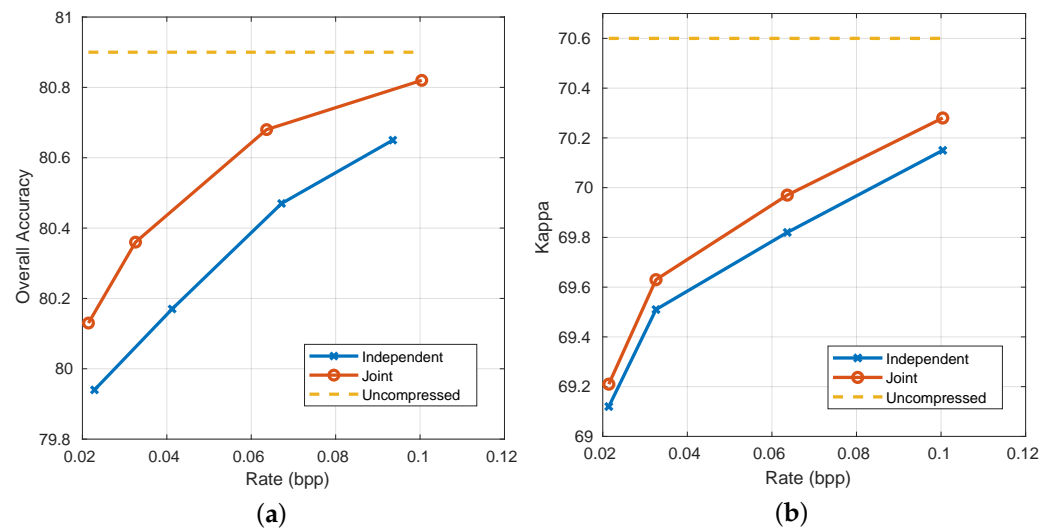 81
80.8
80.6
80.4
80.2
80
79.8
Overall Accuracy
Independent
Joint
Uncompressed
0.02 0.04 0.06 0.08 0.1 0.12
Rate (bpp)
(a)
70.6
70.4
70.2
70
69.8
69.6
69.4
69.2
69
Kappa
Independent
Joint
Uncompressed
0.02 0.04 0.06 0.08 0.1 0.12
Rate (bpp)
(b)